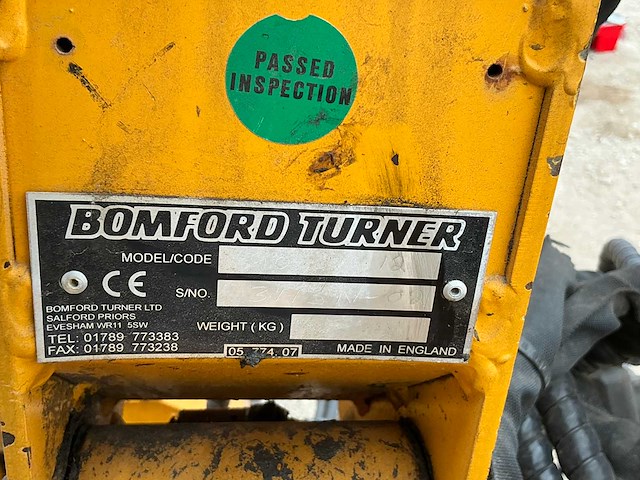 PASSED
INSPECTION
BOMFORD TURNER
MODEL/CODE
CE
S/NO.
BOMFORD TURNER LTD
SALFORD PRIORS
EVESHAM WR11 5SW
WEIGHT ( KG )
TEL: 01789 773383
FAX: 01789 773238
05 774 07
MADE IN ENGLAND